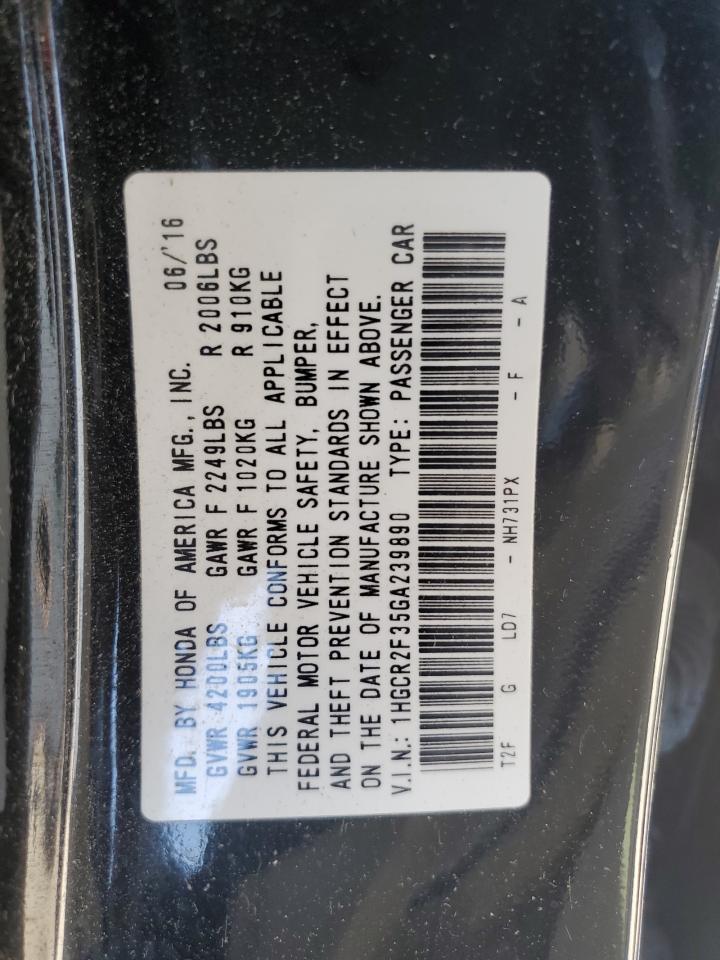 MFD. BY HONDA OF AMERICA MFG., INC. 06/'16
GVWR 4200LBS GAWR F 2249LBS R 2006LBS
GVWR 1905KG GAWR F 1020KG R 910KG
THIS VEHICLE CONFORMS TO ALL APPLICABLE
FEDERAL MOTOR VEHICLE SAFETY, BUMPER,
AND THEFT PREVENTION STANDARDS IN EFFECT
ON THE DATE OF MANUFACTURE SHOWN ABOVE.
V.I.N.: 1HGCR2F35GA239890 TYPE: PASSENGER CAR
T2F G LD7 - NH731PX - F - A